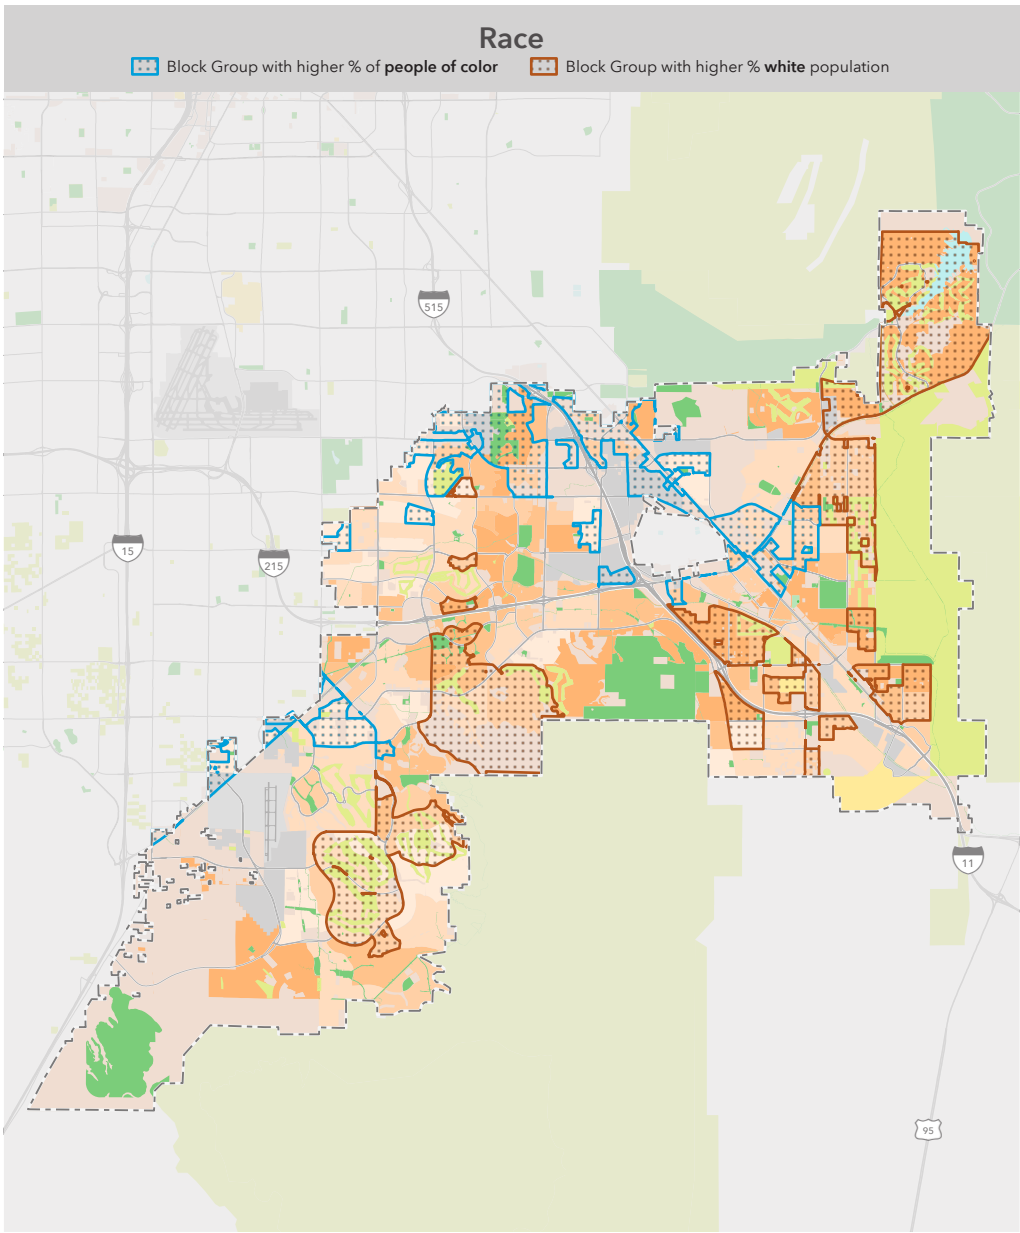 Race
Block Group with higher % of people of color
Block Group with higher % white population
515
15
215
11
95